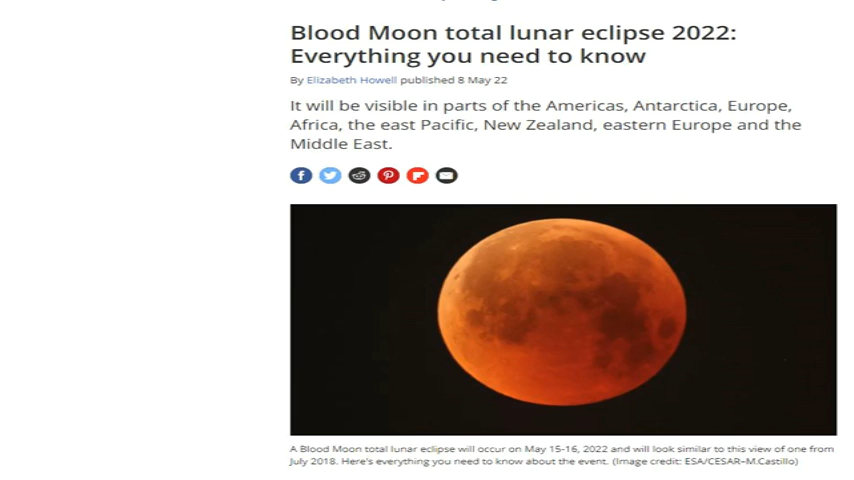 Blood Moon total lunar eclipse 2022:
Everything you need to know
By Elizabeth Howell published 8 May 22
It will be visible in parts of the Americas, Antarctica, Europe,
Africa, the east Pacific, New Zealand, eastern Europe and the
Middle East.
A Blood Moon total lunar eclipse will occur on May 15-16, 2022 and will look similar to this view of one from
July 2018. Here's everything you need to know about the event. (Image credit: ESA/CESAR–M.Castillo)